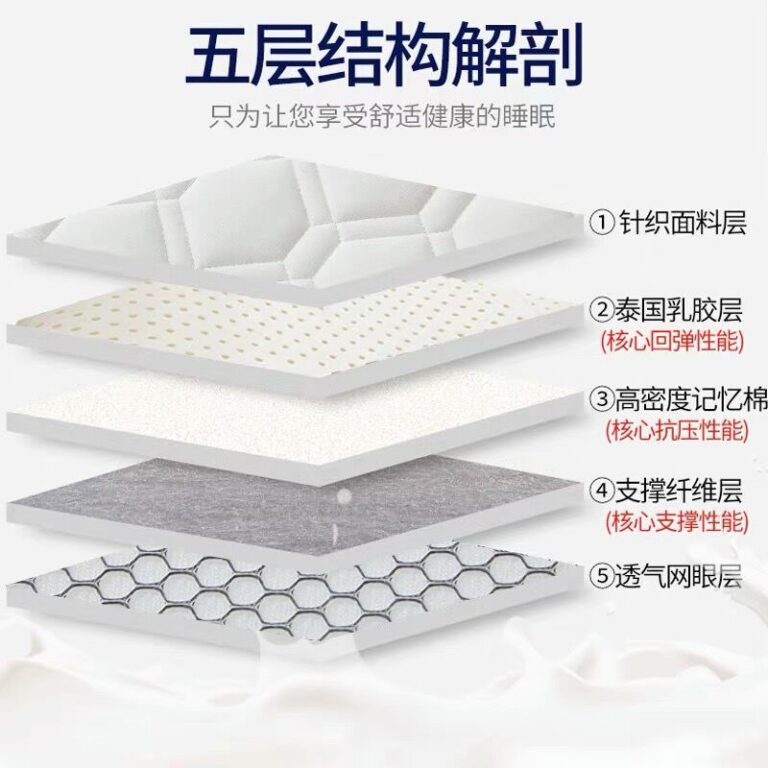 五层结构解剖
只为让您享受舒适健康的睡眠
①针织面料层
②泰国乳胶层
(核心回弹性能)
③高密度记忆棉
(核心抗压性能)
④支撑纤维层
(核心支撑性能)
⑤透气网眼层